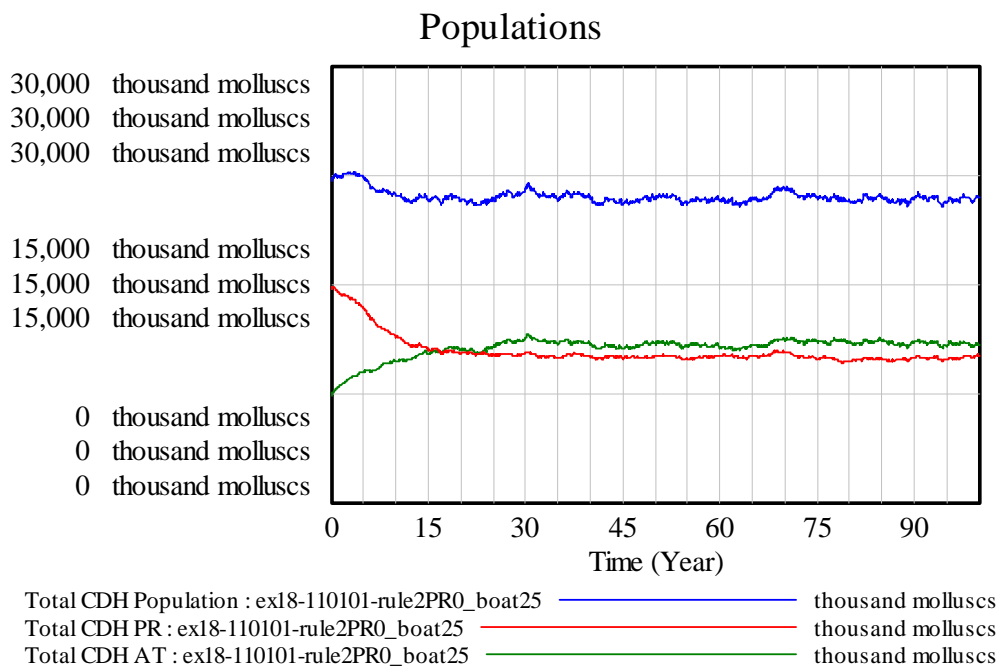 Populations
30,000 thousand molluscs
30,000 thousand molluscs
30,000 thousand molluscs
15,000 thousand molluscs
15,000 thousand molluscs
15,000 thousand molluscs
0 thousand molluscs
0 thousand molluscs
0 thousand molluscs
0 15 30 45 60 75 90
Time (Year)
Total CDH Population : ex18-110101-rule2PR0_boat25 thousand molluscs
Total CDH PR : ex18-110101-rule2PR0_boat25 thousand molluscs
Total CDH AT : ex18-110101-rule2PR0_boat25 thousand molluscs